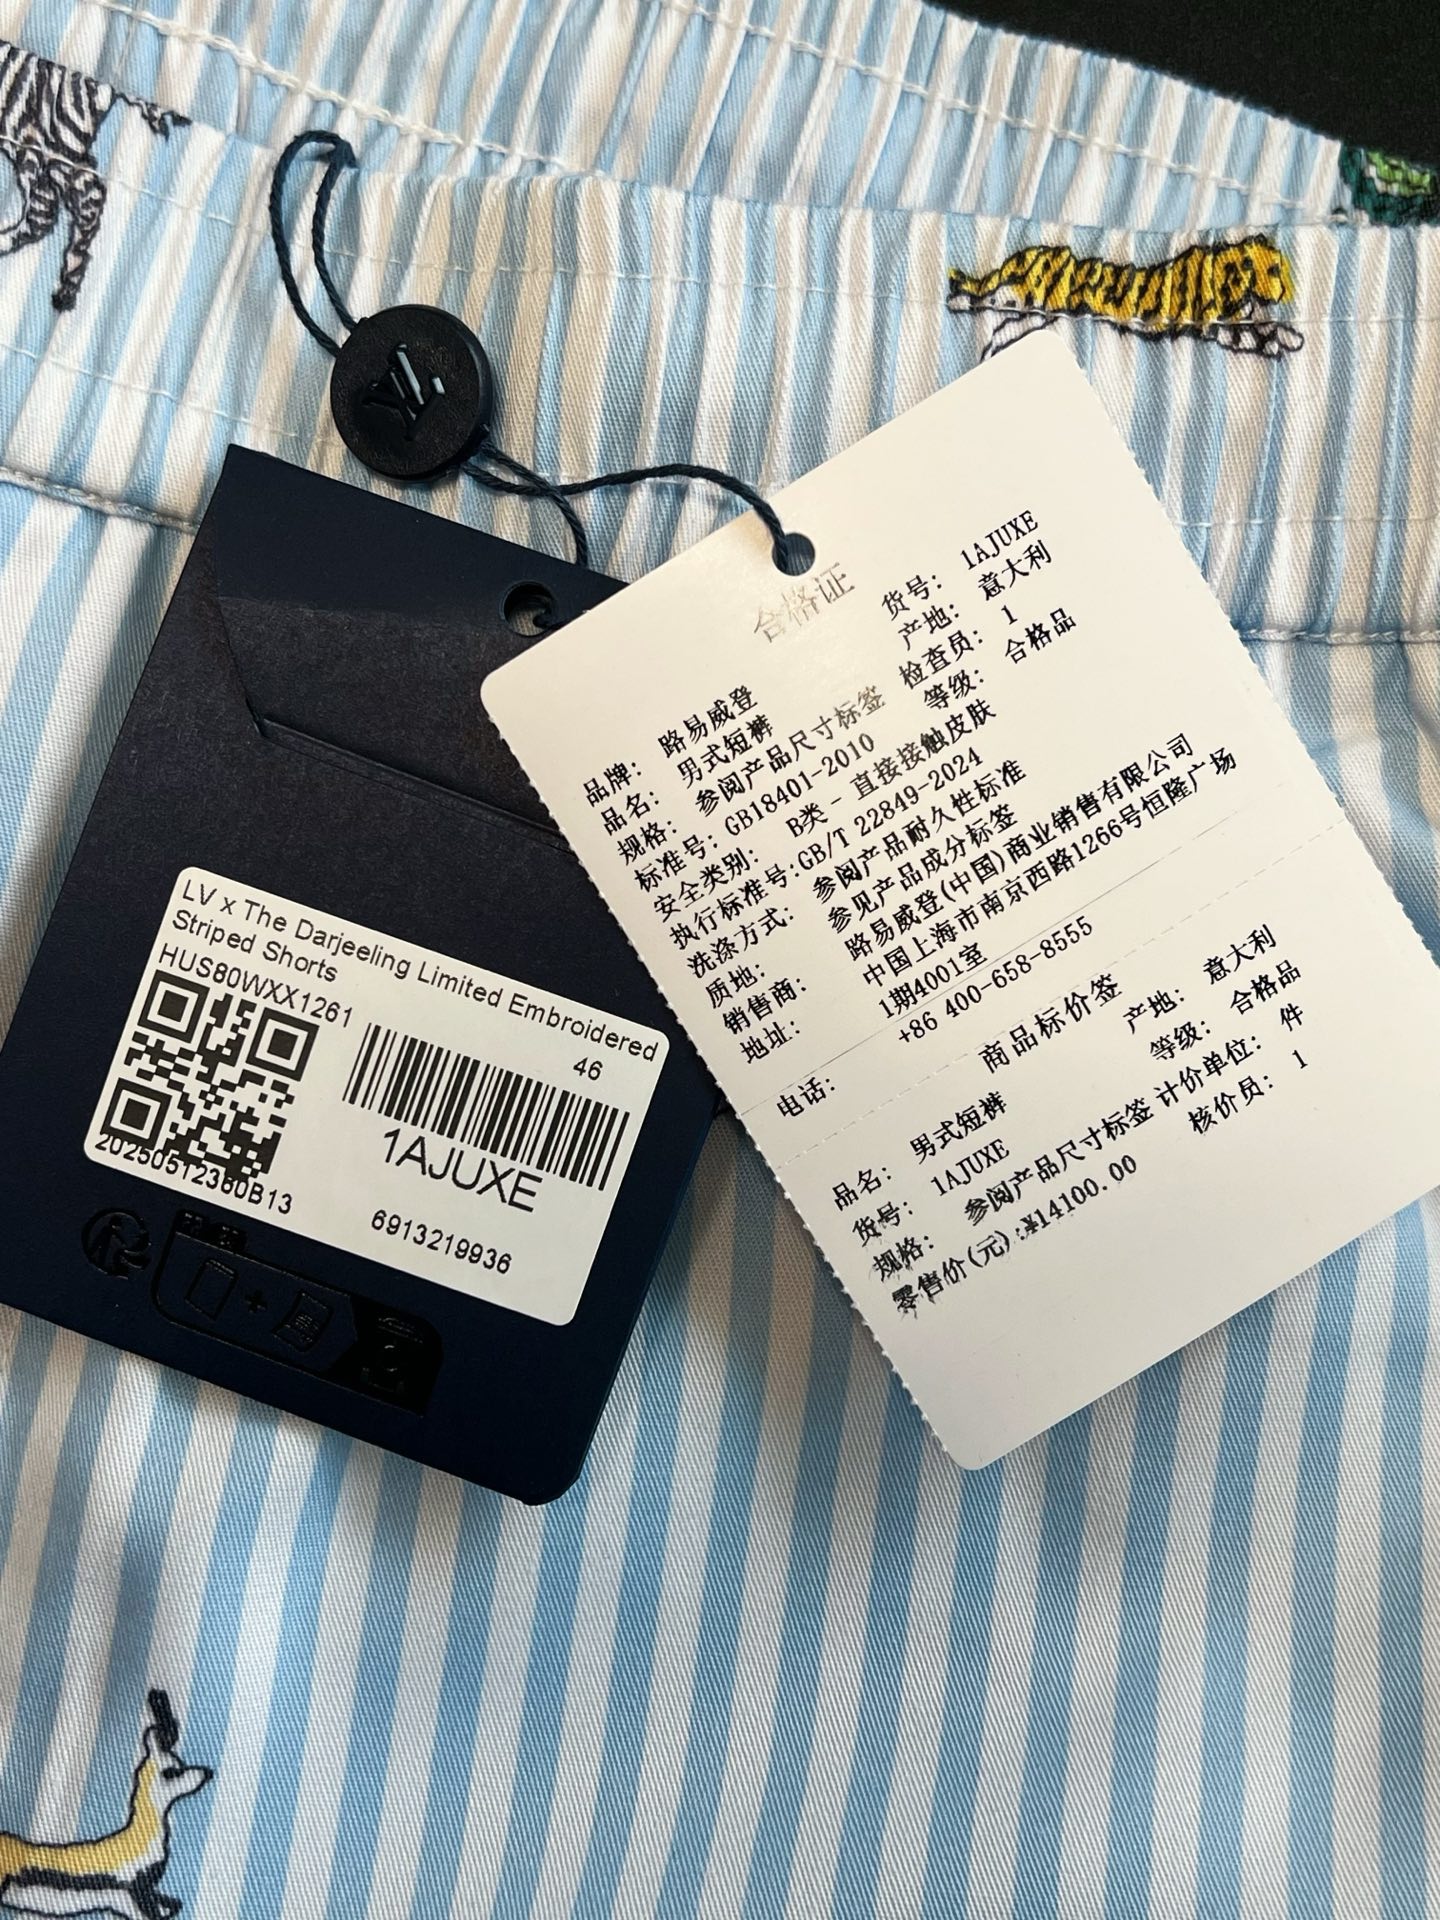 LV
LV x The Darjeeling Limited Embroidered
Striped Shorts
HUS80WXX1261
46
1AJUXE
20250512360B13
6913219936
合格证
货号: 1AJUXE
产地: 意大利
检查员: 1
等级: 合格品
品牌: 路易威登
品名: 男式短裤
规格: 参阅产品尺寸标签
标准号: GB18401-2010
安全类别: B类 - 直接接触皮肤
执行标准号:GB/T 22849-2024
洗涤方式: 参阅产品耐久性标准
质地: 参见产品成分标签
销售商: 路易威登(中国)商业销售有限公司
地址: 中国上海市南京西路1266号恒隆广场
1期4001室
电话: +86 400-658-8555
商品标价签
产地: 意大利
等级: 合格品
品名: 男式短裤
计价单位: 件
货号: 1AJUXE
核价员: 1
规格: 参阅产品尺寸标签
零售价(元):¥14100.00